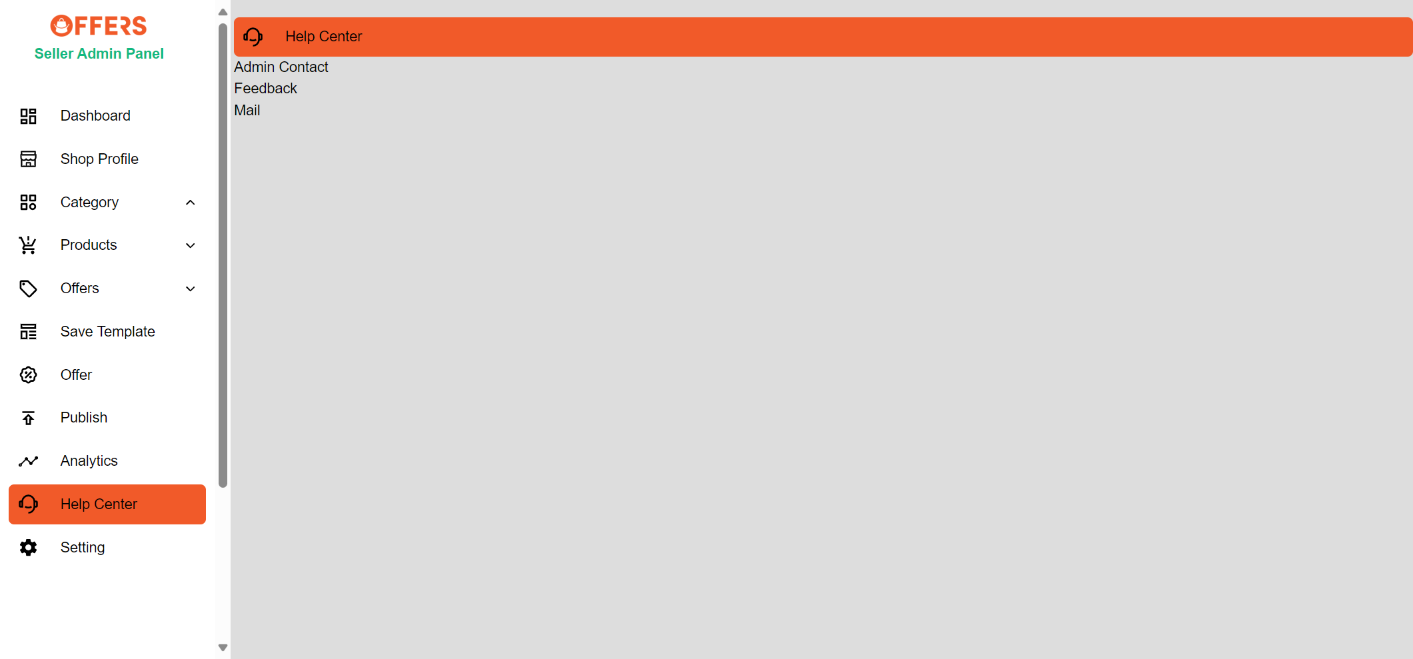 OFFERS
Seller Admin Panel
Dashboard
Shop Profile
Category
Products
Offers
Save Template
Offer
Publish
Analytics
Help Center
Setting
Help Center
Admin Contact
Feedback
Mail